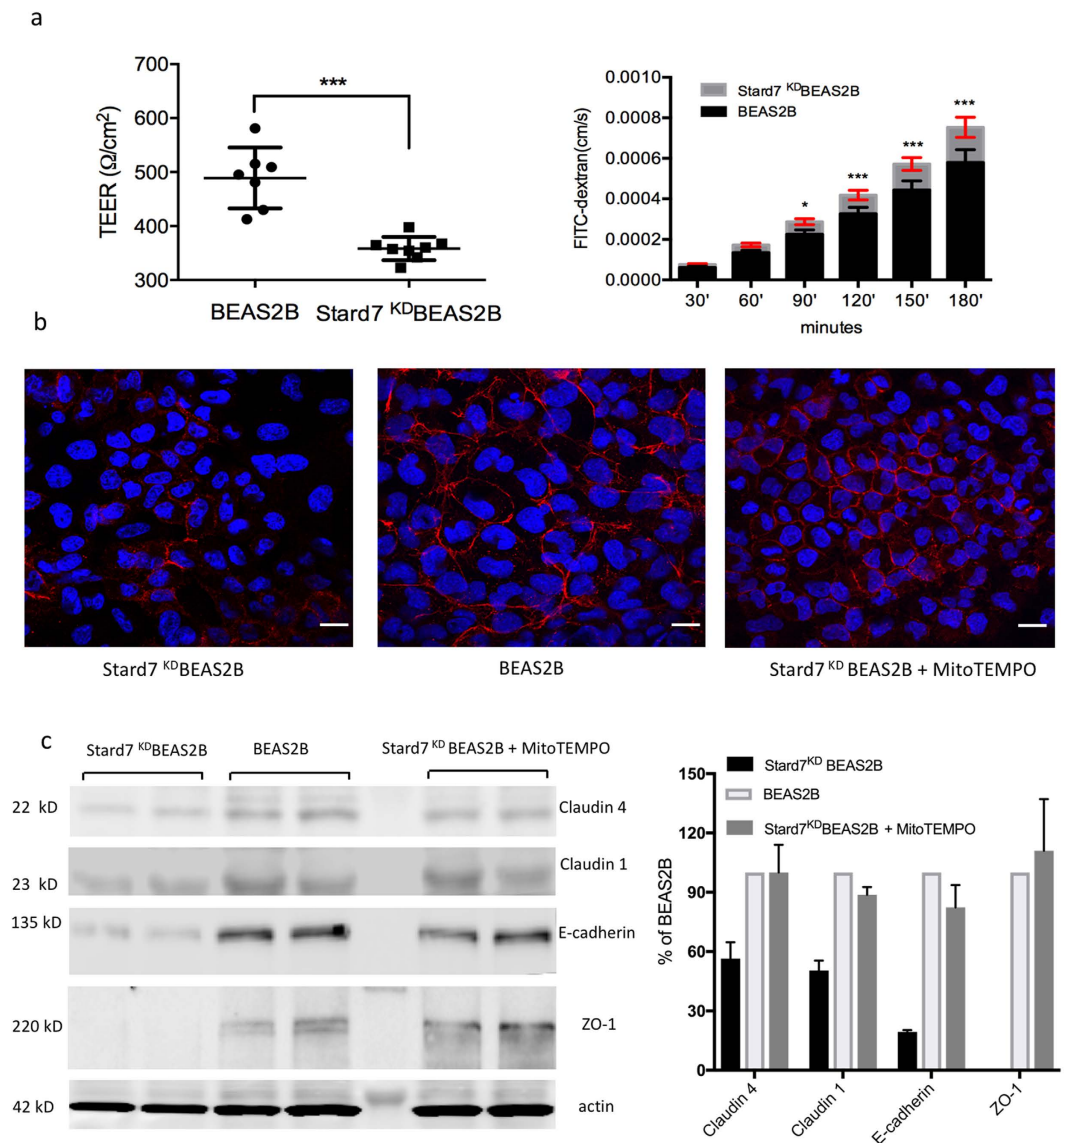 a
700
600
500
400
300
TEER (Ω/cm²)
***
BEAS2B
Stard7 ᴷᴰBEAS2B
0.0010
0.0008
0.0006
0.0004
0.0002
0.0000
FITC-dextran(cm/s)
Stard7 ᴷᴰBEAS2B
BEAS2B
*
***
***
***
30' 60' 90' 120' 150' 180'
minutes
b
Stard7 ᴷᴰBEAS2B
BEAS2B
Stard7 ᴷᴰ BEAS2B + MitoTEMPO
c
Stard7 ᴷᴰBEAS2B
BEAS2B
Stard7 ᴷᴰ BEAS2B + MitoTEMPO
22 kD
Claudin 4
Claudin 1
23 kD
135 kD
E-cadherin
220 kD
ZO-1
42 kD
actin
150
120
90
60
30
0
% of BEAS2B
Stard7ᴷᴰ BEAS2B
BEAS2B
Stard7ᴷᴰBEAS2B + MitoTEMPO
Claudin 4
Claudin 1
E-cadherin
ZO-1